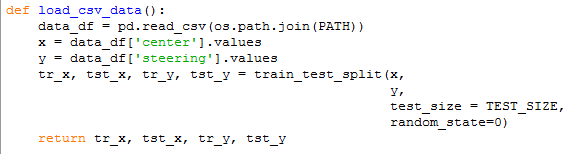 def load_csv_data():
    data_df = pd.read_csv(os.path.join(PATH))
    x = data_df['center'].values
    y = data_df['steering'].values
    tr_x, tst_x, tr_y, tst_y = train_test_split(x,
                                                y,
                                                test_size = TEST_SIZE,
                                                random_state=0)
    return tr_x, tst_x, tr_y, tst_y